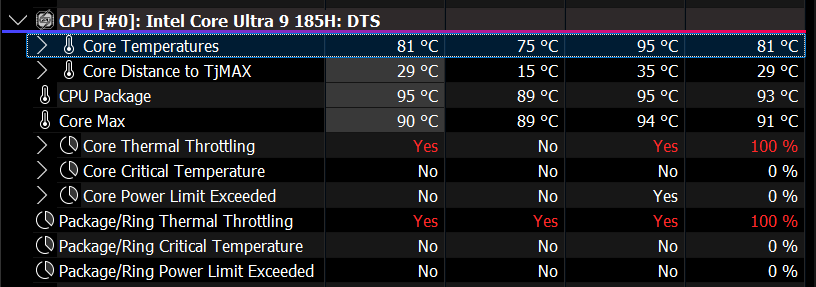 CPU [#0]: Intel Core Ultra 9 185H: DTS
Core Temperatures 81 °C 75 °C 95 °C 81 °C
Core Distance to TjMAX 29 °C 15 °C 35 °C 29 °C
CPU Package 95 °C 89 °C 95 °C 93 °C
Core Max 90 °C 89 °C 94 °C 91 °C
Core Thermal Throttling Yes No Yes 100 %
Core Critical Temperature No No No 0 %
Core Power Limit Exceeded No No Yes 0 %
Package/Ring Thermal Throttling Yes Yes Yes 100 %
Package/Ring Critical Temperature No No No 0 %
Package/Ring Power Limit Exceeded No No No 0 %